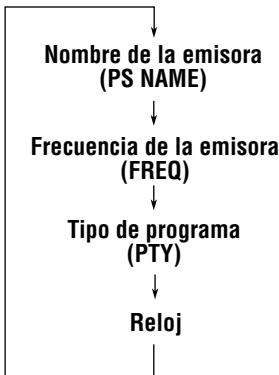 Nombre de la emisora
(PS NAME)
Frecuencia de la emisora
(FREQ)
Tipo de programa
(PTY)
Reloj